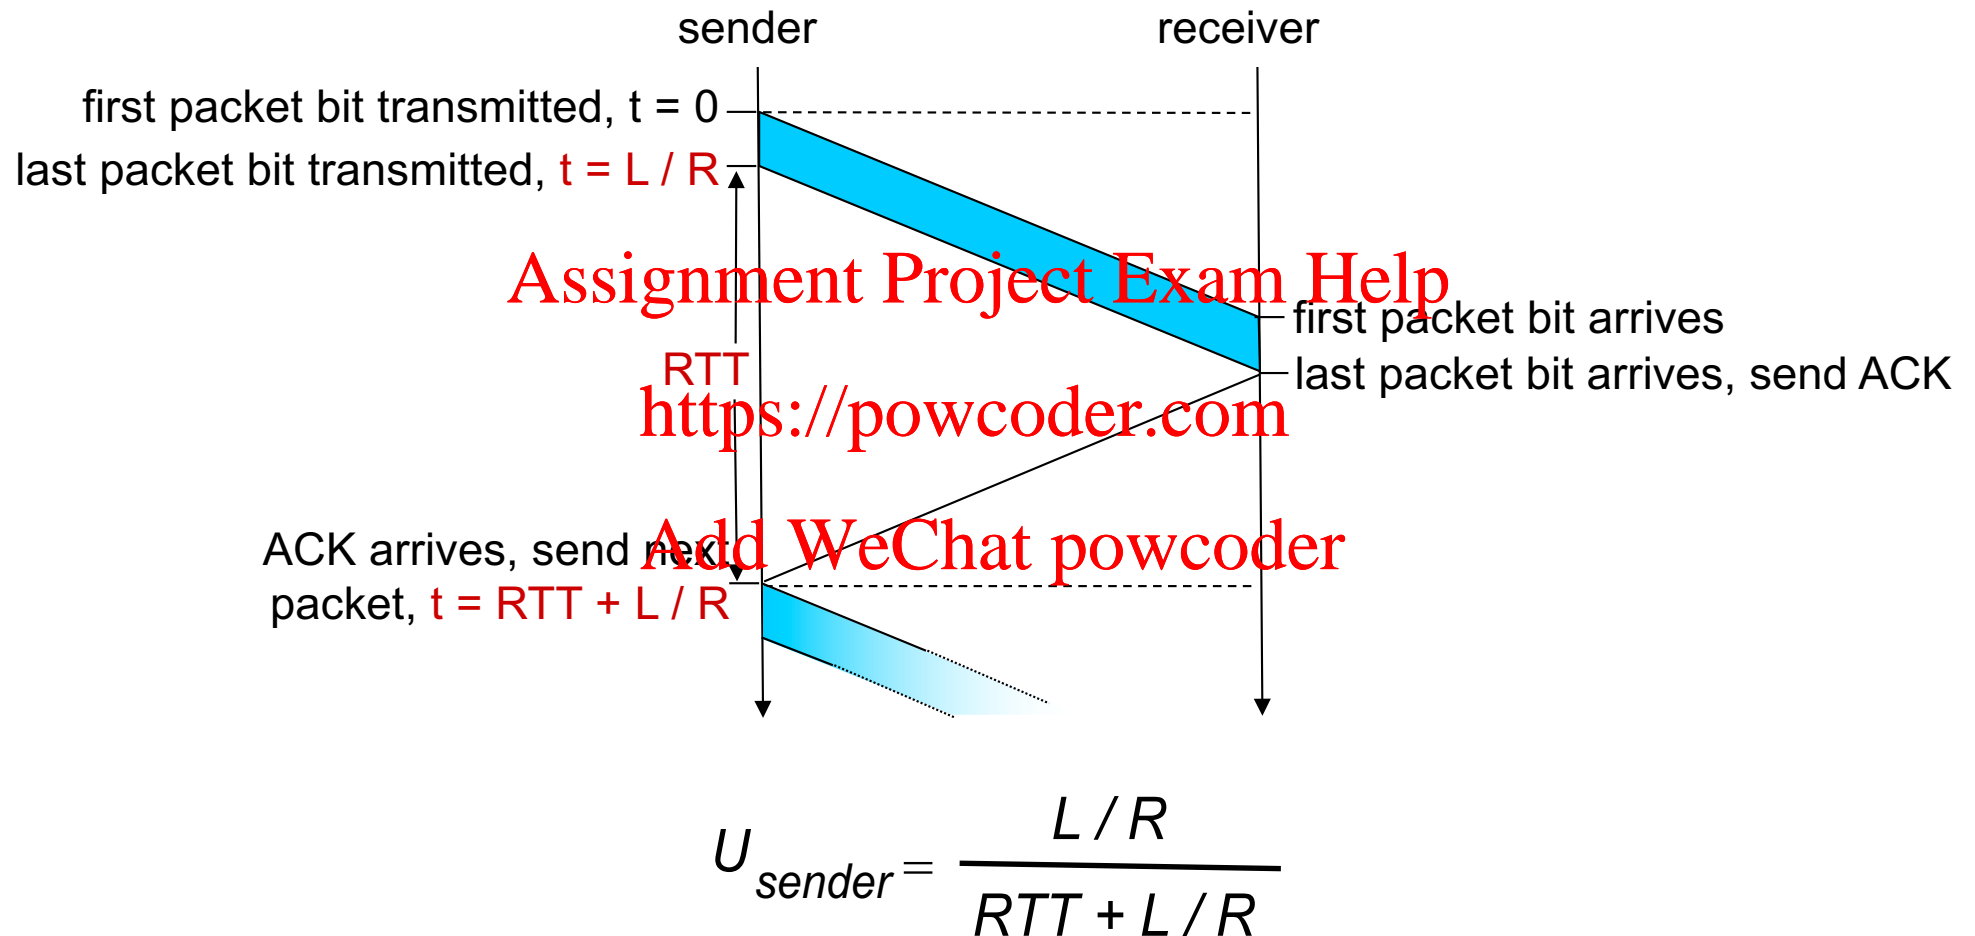 sender
receiver
first packet bit transmitted, t = 0
last packet bit transmitted, t = L / R
Assignment Project Exam Help
first packet bit arrives
RTT
last packet bit arrives, send ACK
https://powcoder.com
Add WeChat powcoder
ACK arrives, send next
packet, t = RTT + L / R
U sender = L / R
RTT + L / R